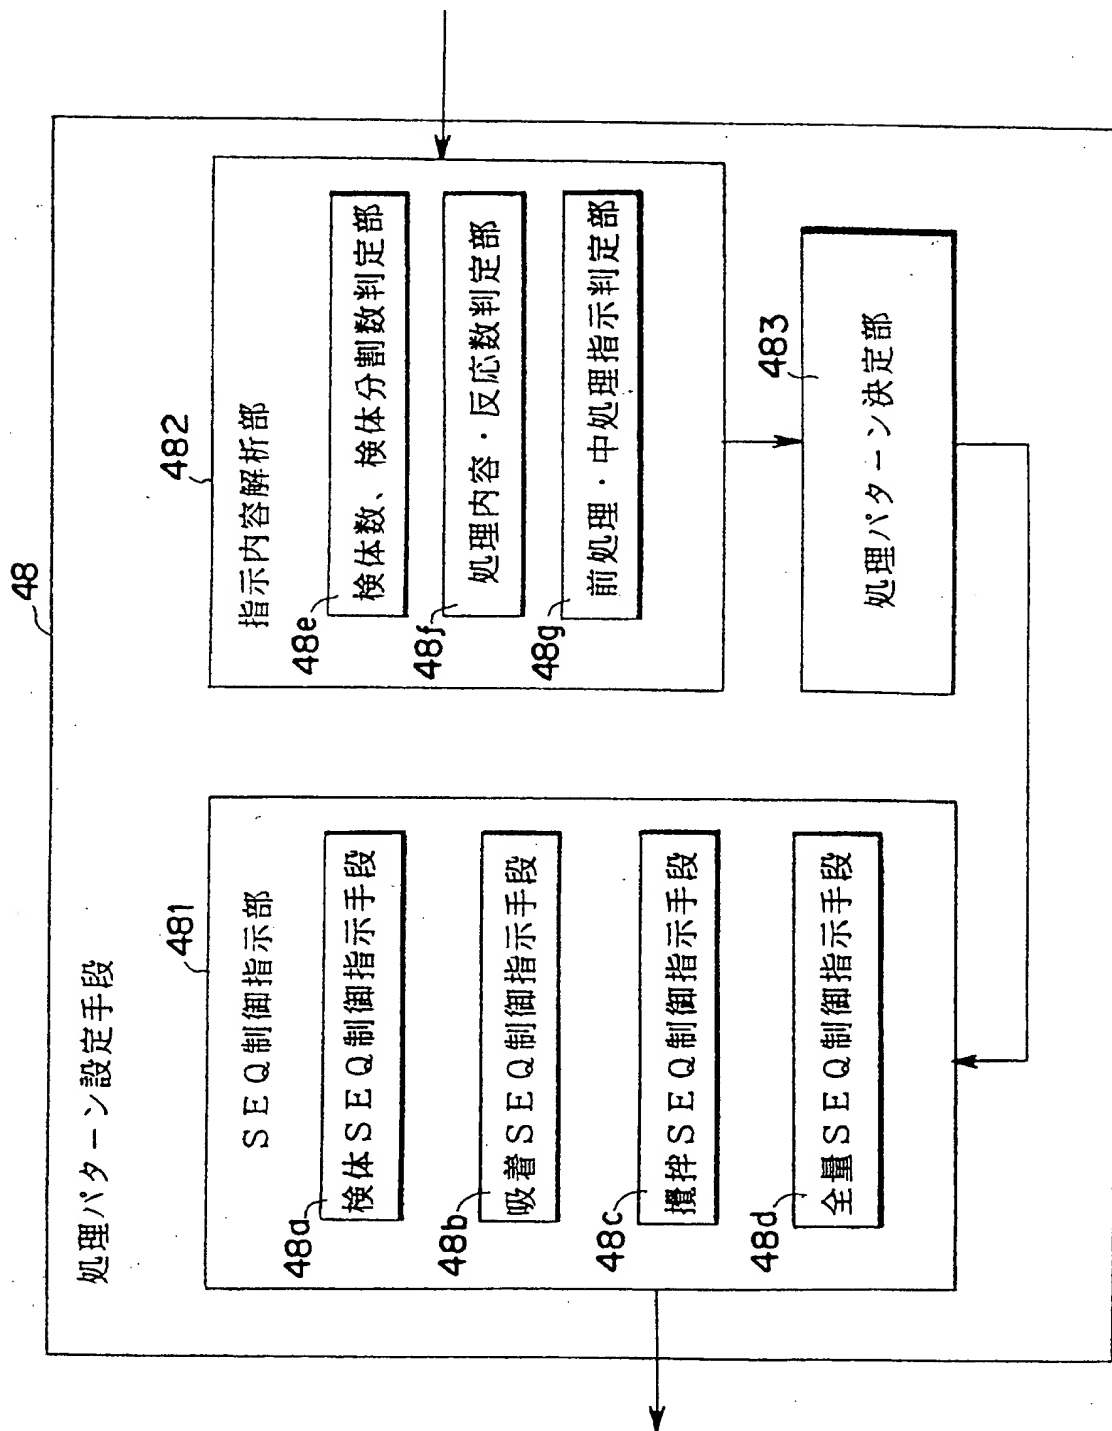 48
処理パターン設定手段
481
SEQ制御指示部
48a
検体SEQ制御指示手段
48b
吸着SEQ制御指示手段
48c
攪拌SEQ制御指示手段
48d
全量SEQ制御指示手段
482
指示内容解析部
48e
検体数、検体分割数判定部
48f
処理内容・反応数判定部
48g
前処理・中処理指示判定部
483
処理パターン決定部